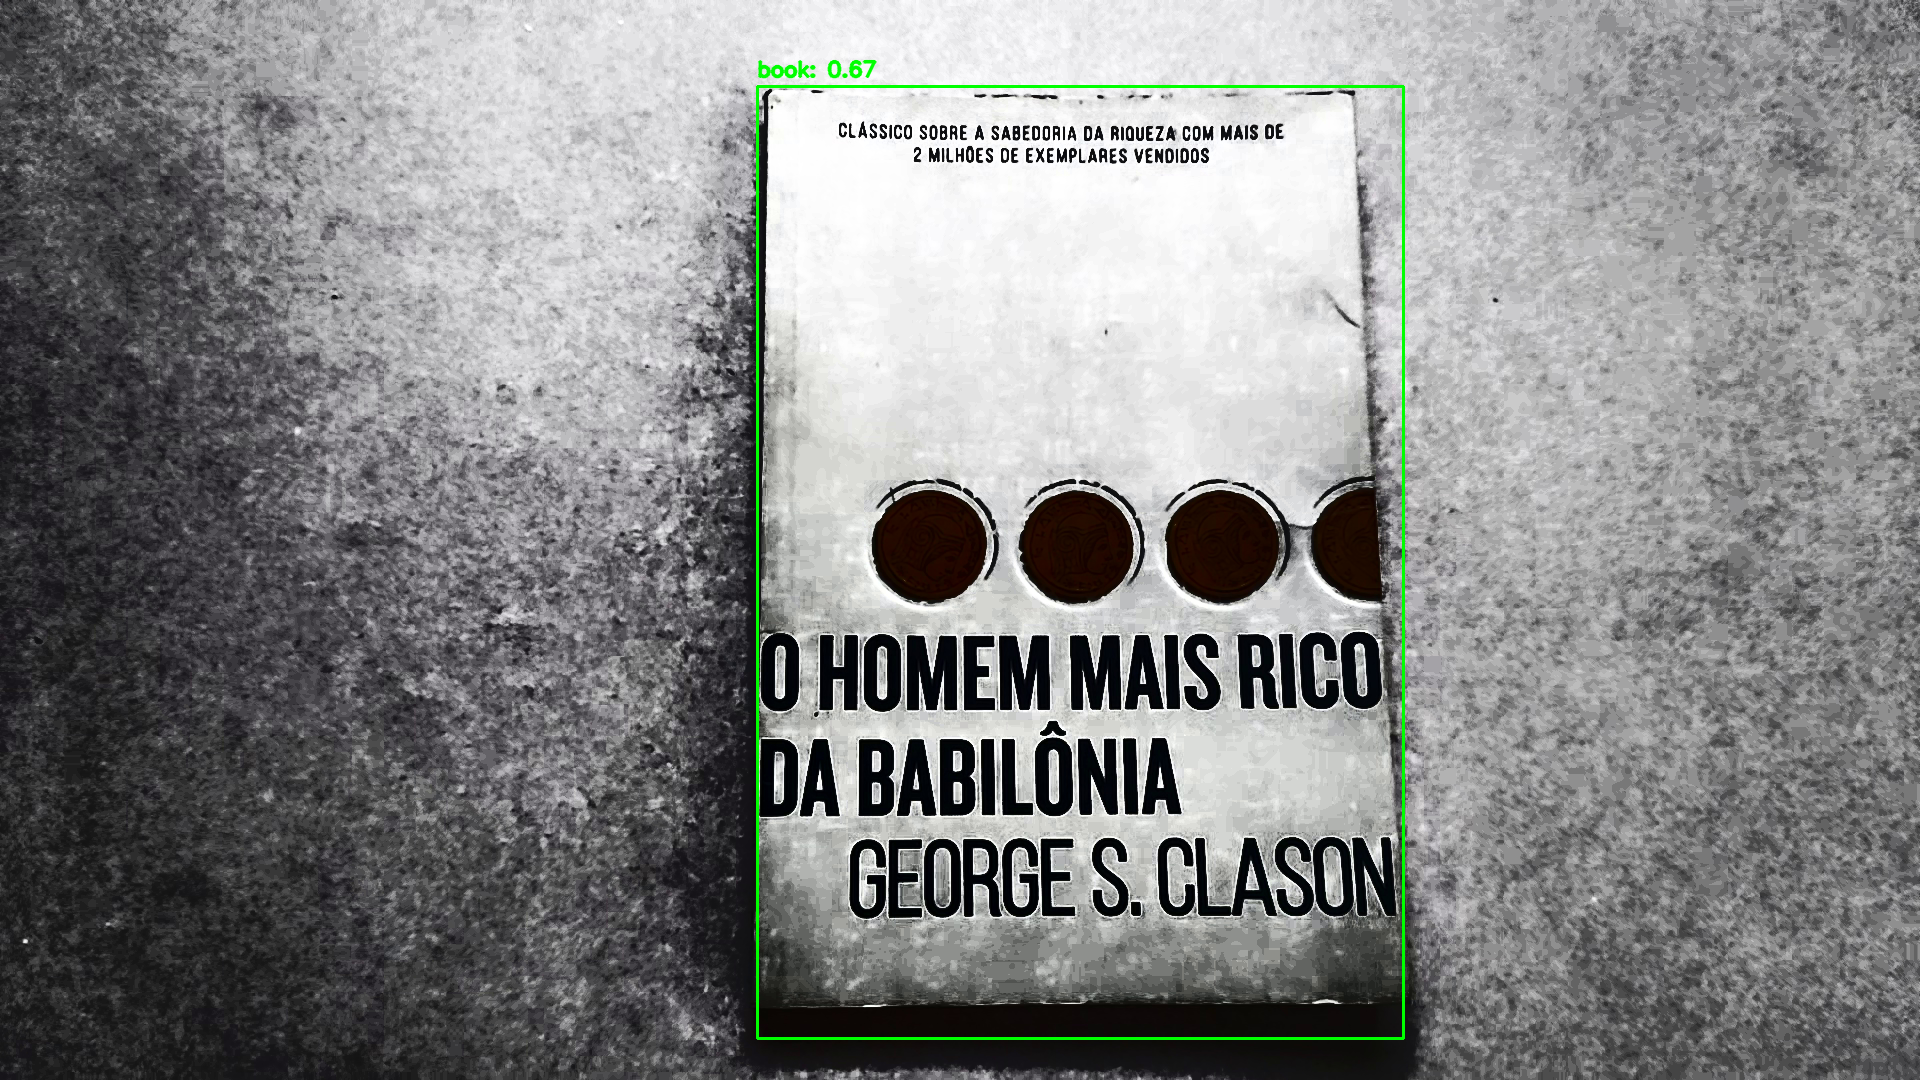 book: 0.67
CLÁSSICO SOBRE A SABEDORIA DA RIQUEZA COM MAIS DE
2 MILHÕES DE EXEMPLARES VENDIDOS
O HOMEM MAIS RICO
DA BABILÔNIA
GEORGE S. CLASON